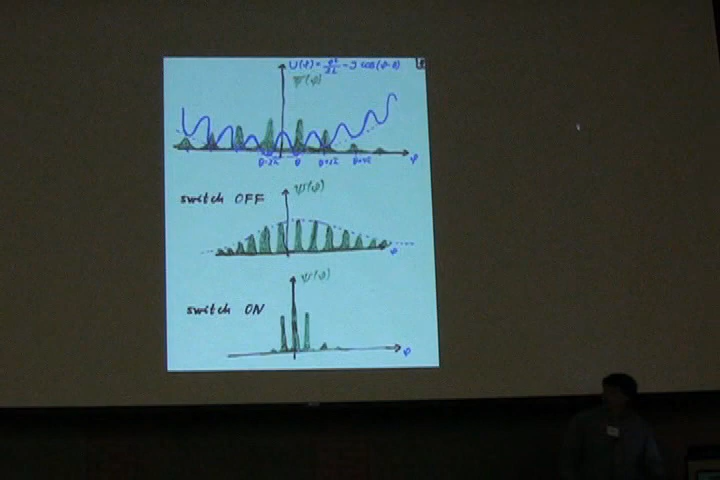 U(φ) = φ²/2L - J cos(φ-θ)
Ψ(φ)
θ-2π θ θ+2π θ+4π φ
Ψ(φ)
switch OFF
φ
Ψ(φ)
switch ON
φ